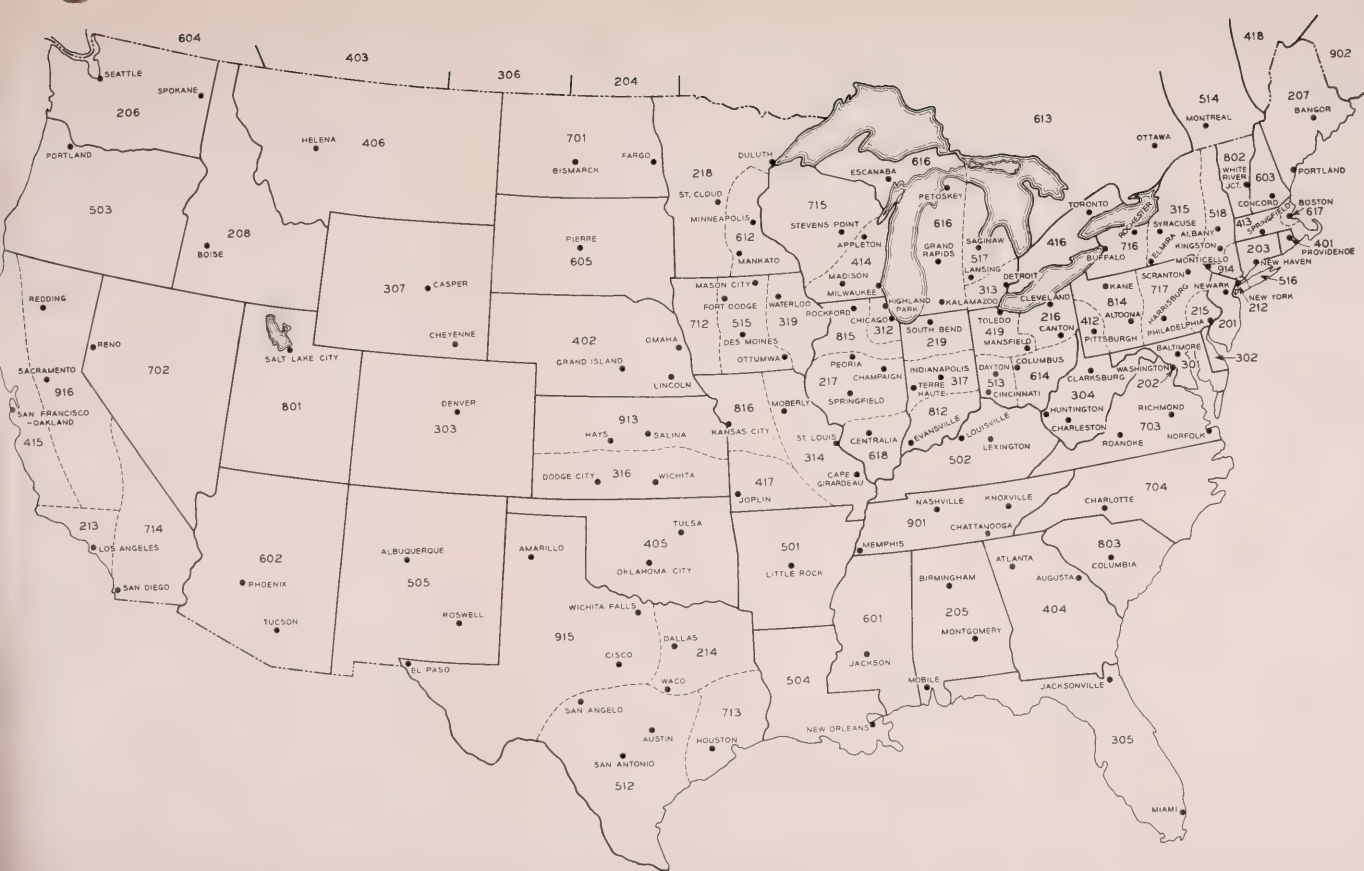 604
403
306
204
418
902
SEATTLE
SPOKANE
206
PORTLAND
503
208
BOISE
HELENA
406
307
CASPER
CHEYENNE
701
BISMARCK
FARGO
PIERRE
605
218
ST. CLOUD
MINNEAPOLIS
612
MANKATO
DULUTH
613
OTTAWA
514
MONTREAL
207
BANGOR
PORTLAND
802
WHITE
RIVER
JCT.
603
CONCORD
BOSTON
617
413
SPRINGFIELD
401
PROVIDENCE
203
NEW HAVEN
516
NEW YORK
212
914
518
315
SYRACUSE
ALBANY
KINGSTON
MONTICELLO
ELMIRA
ROCHESTER
716
BUFFALO
TORONTO
416
616
ESCANABA
PETOSKEY
616
GRAND
RAPIDS
SAGINAW
517
LANSING
DETROIT
313
KALAMAZOO
715
STEVENS POINT
APPLETON
414
MADISON
MILWAUKEE
HIGHLAND
PARK
ROCKFORD
CHICAGO
312
815
PEORIA
CHAMPAIGN
217
SPRINGFIELD
CENTRALIA
618
SOUTH BEND
219
INDIANAPOLIS
317
TERRE
HAUTE
812
EVANSVILLE
TOLEDO
419
MANSFIELD
CLEVELAND
216
CANTON
COLUMBUS
614
DAYTON
513
CINCINNATI
KANE
814
ALTOONA
412
PITTSBURGH
SCRANTON
717
HARRISBURG
215
PHILADELPHIA
NEWARK
201
302
BALTIMORE
301
WASHINGTON
202
CLARKSBURG
304
HUNTINGTON
CHARLESTON
RICHMOND
703
ROANOKE
NORFOLK
LOUISVILLE
LEXINGTON
502
NASHVILLE
KNOXVILLE
901
CHATTANOOGA
MEMPHIS
704
CHARLOTTE
803
COLUMBIA
ATLANTA
AUGUSTA
404
BIRMINGHAM
205
MONTGOMERY
MOBILE
601
JACKSON
JACKSONVILLE
305
MIAMI
504
NEW ORLEANS
501
LITTLE ROCK
MASON CITY
FORT DODGE
WATERLOO
712
515
319
DES MOINES
OTTUMWA
816
MOBERLY
KANSAS CITY
ST. LOUIS
314
CAPE
GIRARDEAU
417
JOPLIN
402
OMAHA
GRAND ISLAND
LINCOLN
913
HAYS
SALINA
DODGE CITY
316
WICHITA
TULSA
405
OKLAHOMA CITY
AMARILLO
WICHITA FALLS
915
DALLAS
214
CISCO
WACO
SAN ANGELO
713
AUSTIN
HOUSTON
SAN ANTONIO
512
EL PASO
ALBUQUERQUE
505
ROSWELL
DENVER
303
SALT LAKE CITY
801
602
PHOENIX
TUCSON
REDDING
RENO
702
SACRAMENTO
916
SAN FRANCISCO
-OAKLAND
415
213
714
LOS ANGELES
SAN DIEGO